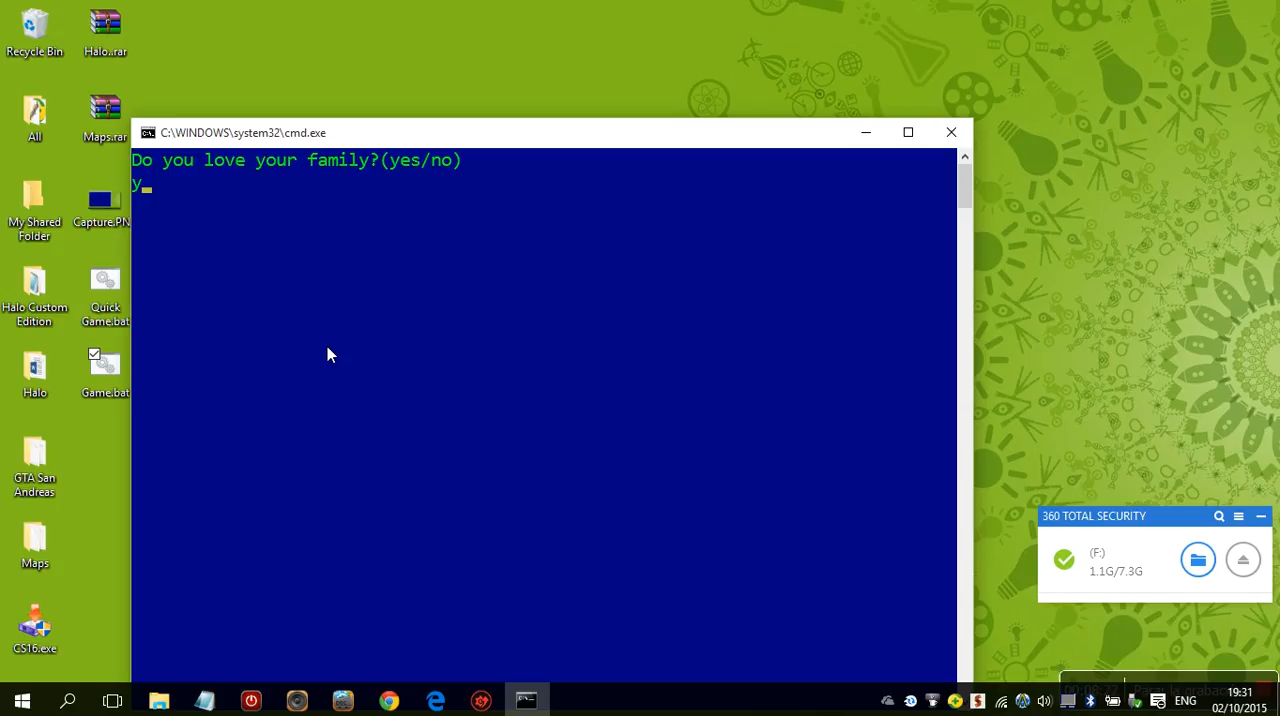 Recycle Bin
Halo..rar
All
Maps.rar
My Shared
Folder
Capture.PN
Halo Custom
Edition
Quick
Game.bat
Halo
Game.bat
GTA San
Andreas
Maps
CS16.exe
C:\WINDOWS\system32\cmd.exe
Do you love your family?(yes/no)
y_
360 TOTAL SECURITY
(F:)
1.1G/7.3G
ENG
19:31
02/10/2015